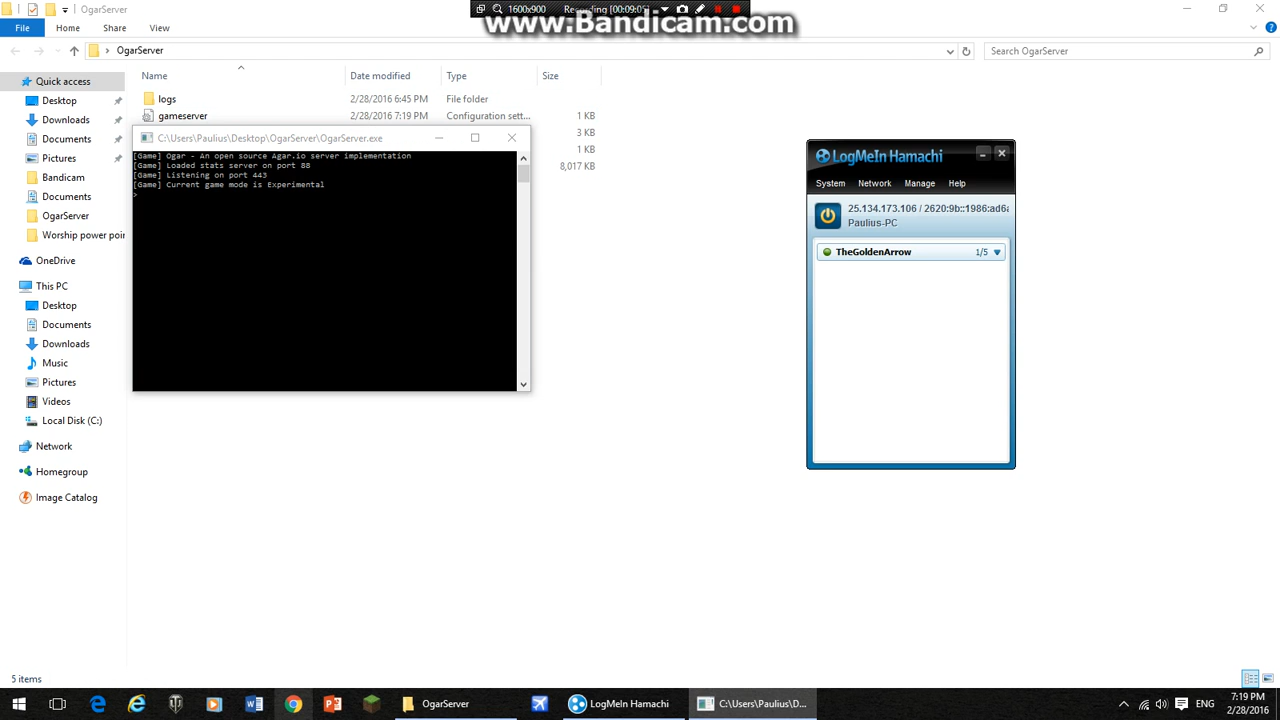 OgarServer
1600x900
Recording [00:09:0
www.Bandicam.com
File
Home
Share
View
OgarServer
Search OgarServer
Quick access
Desktop
Downloads
Documents
Pictures
Bandicam
Documents
OgarServer
Worship power poin
OneDrive
This PC
Desktop
Documents
Downloads
Music
Pictures
Videos
Local Disk (C:)
Network
Homegroup
Image Catalog
Name
Date modified
Type
Size
logs
2/28/2016 6:45 PM
File folder
gameserver
2/28/2016 7:19 PM
Configuration sett...
1 KB
3 KB
1 KB
8,017 KB
C:\Users\Paulius\Desktop\OgarServer\OgarServer.exe
[Game] Ogar - An open source Agar.io server implementation
[Game] Loaded stats server on port 88
[Game] Listening on port 443
[Game] Current game mode is Experimental
>
LogMeIn Hamachi
System
Network
Manage
Help
25.134.173.106 / 2620:9b::1986:ad6a
Paulius-PC
TheGoldenArrow
1/5
5 items
OgarServer
LogMeIn Hamachi
C:\Users\Paulius\D...
ENG
7:19 PM
2/28/2016